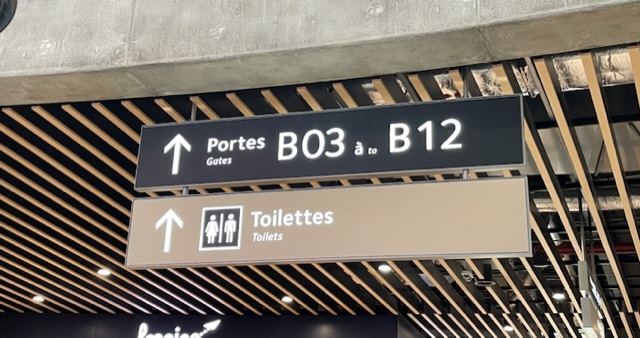 Portes B03 à to B12
Gates
Toilettes
Toilets